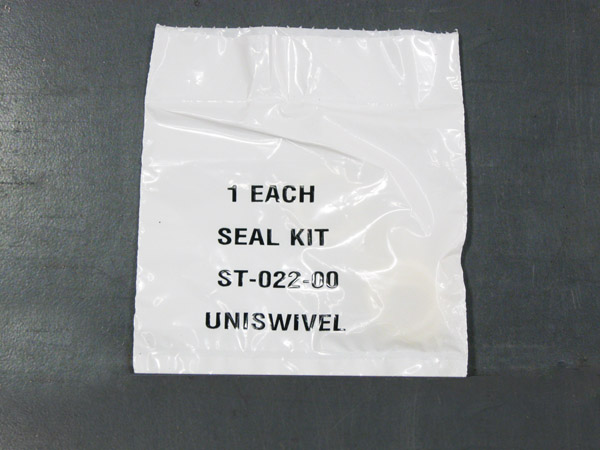 1 EACH
SEAL KIT
ST-022-00
UNISWIVEL